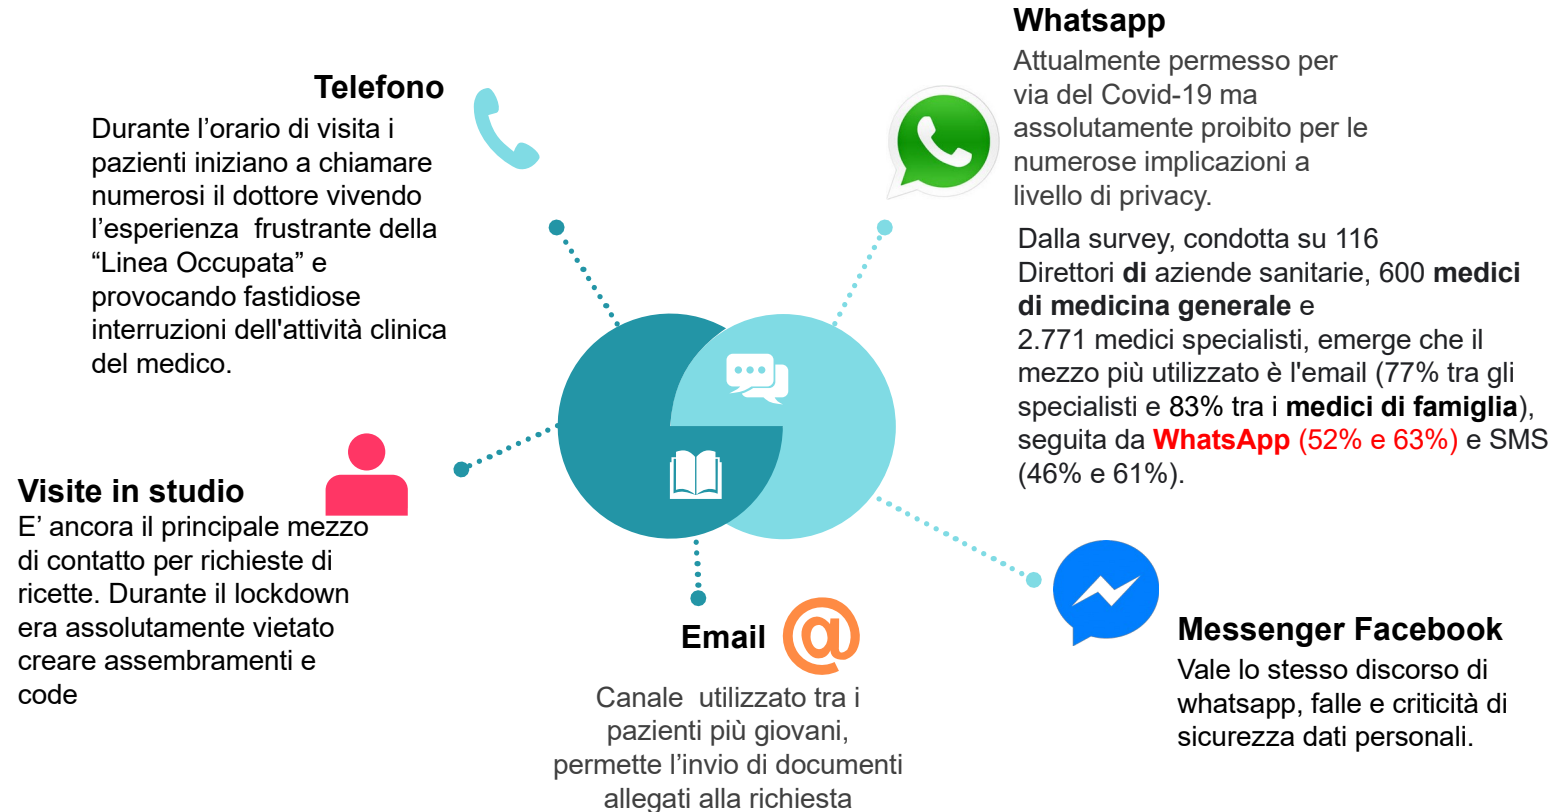 Telefono
Durante l’orario di visita i
pazienti iniziano a chiamare
numerosi il dottore vivendo
l’esperienza  frustrante della
“Linea Occupata” e
provocando fastidiose
interruzioni dell'attività clinica
del medico.
Whatsapp
Attualmente permesso per
via del Covid-19 ma
assolutamente proibito per le
numerose implicazioni a
livello di privacy.
Dalla survey, condotta su 116
Direttori di aziende sanitarie, 600 medici
di medicina generale e
2.771 medici specialisti, emerge che il
mezzo più utilizzato è l'email (77% tra gli
specialisti e 83% tra i medici di famiglia),
seguita da WhatsApp (52% e 63%) e SMS
(46% e 61%).
Visite in studio
E’ ancora il principale mezzo
di contatto per richieste di
ricette. Durante il lockdown
era assolutamente vietato
creare assembramenti e
code
Email @
Canale  utilizzato tra i
pazienti più giovani,
permette l’invio di documenti
allegati alla richiesta
Messenger Facebook
Vale lo stesso discorso di
whatsapp, falle e criticità di
sicurezza dati personali.